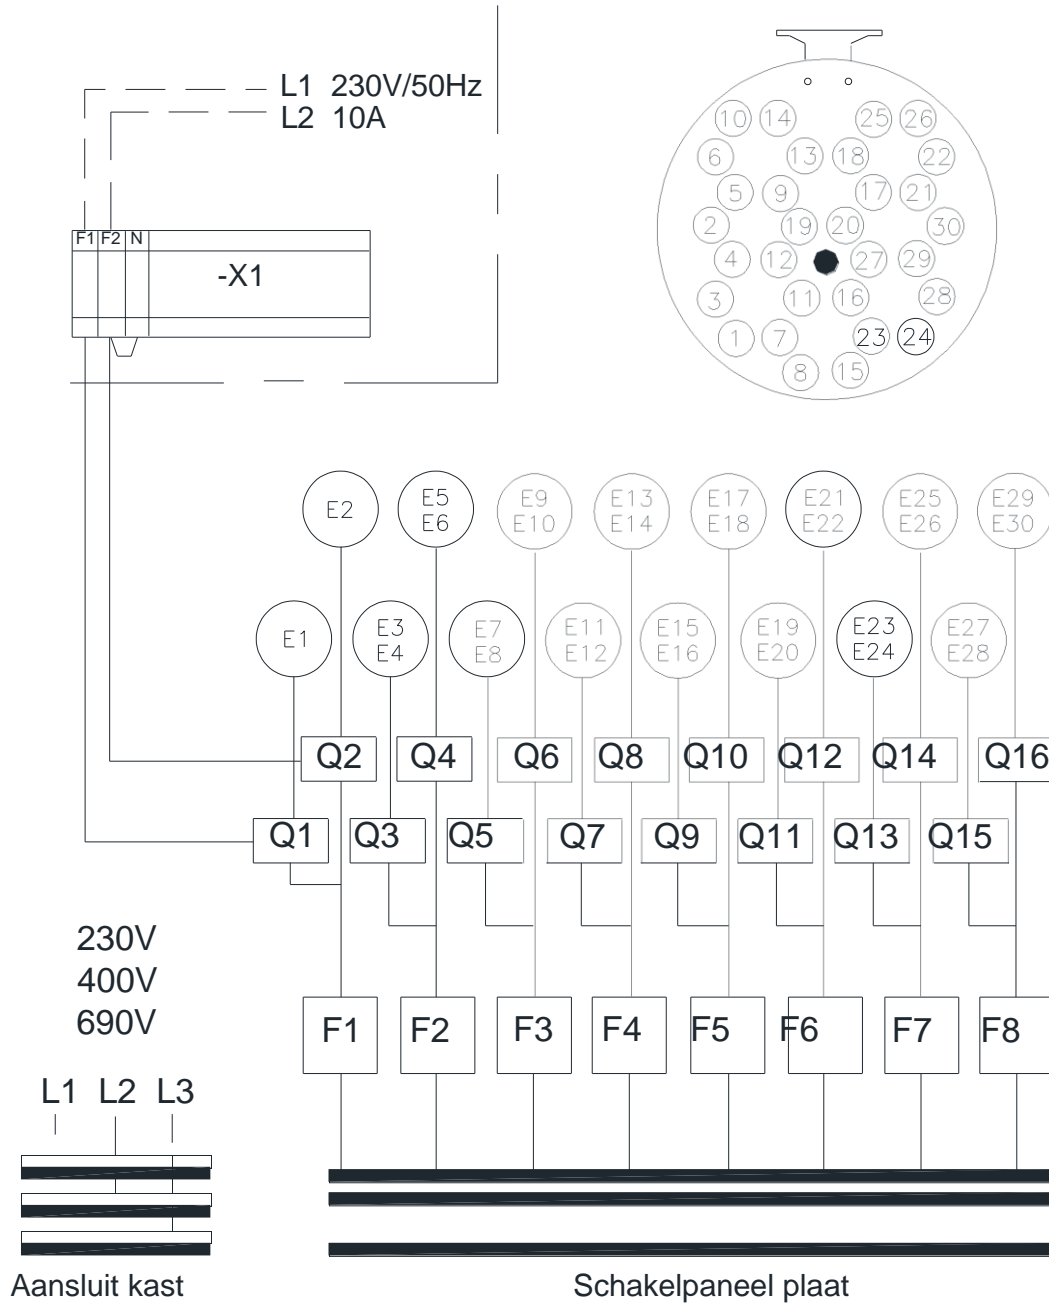 L1 230V/50Hz
L2 10A
F1 F2 N
-X1
10 14 25 26
6 13 18 22
5 9 17 21
2 19 20 30
4 12 27 29
3 11 16 28
1 7 23 24
8 15
E2
E5
E6
E9
E10
E13
E14
E17
E18
E21
E22
E25
E26
E29
E30
E1
E3
E4
E7
E8
E11
E12
E15
E16
E19
E20
E23
E24
E27
E28
Q2 Q4 Q6 Q8 Q10 Q12 Q14 Q16
Q1 Q3 Q5 Q7 Q9 Q11 Q13 Q15
230V
400V
690V
F1 F2 F3 F4 F5 F6 F7 F8
L1 L2 L3
Aansluit kast
Schakelpaneel plaat